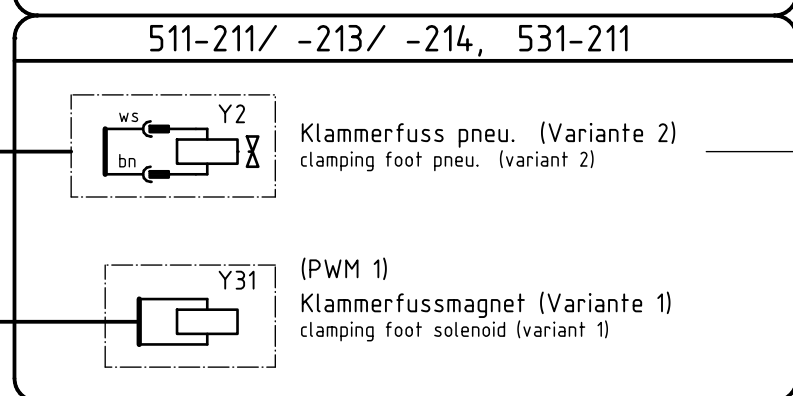 511-211/ -213/ -214, 531-211
ws
Y2
bn
Klammerfuss pneu. (Variante 2)
clamping foot pneu. (variant 2)
Y31
(PWM 1)
Klammerfussmagnet (Variante 1)
clamping foot solenoid (variant 1)